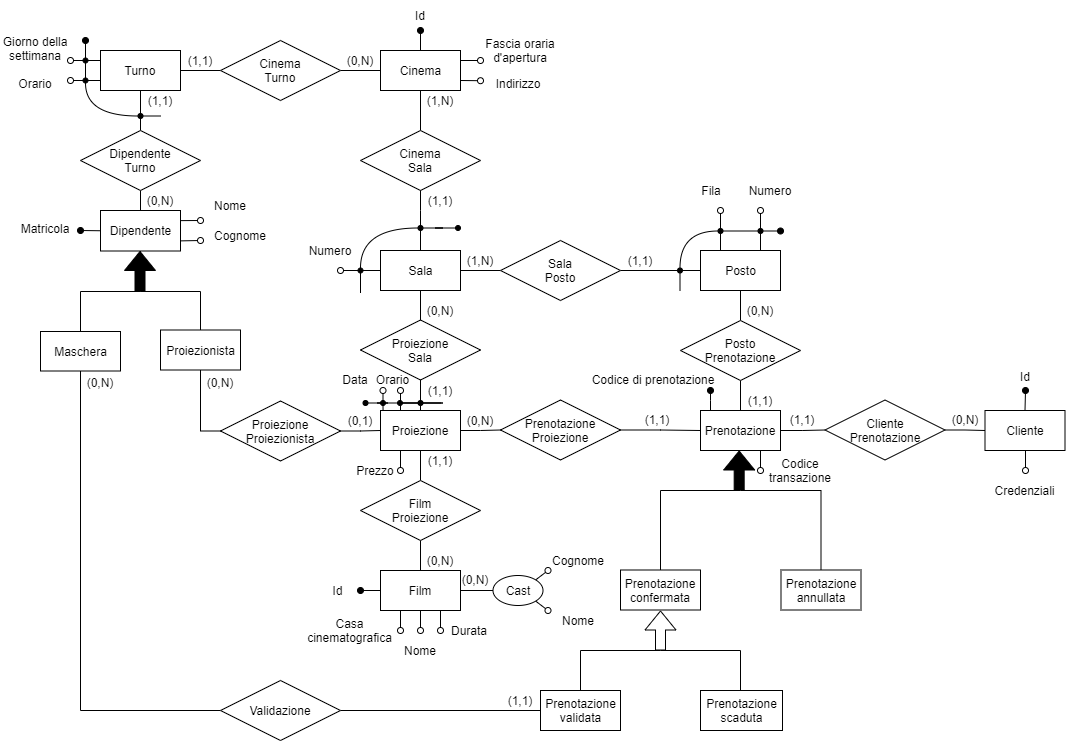 Id
Giorno della
settimana
Orario
Turno
(1,1)
Cinema
Turno
(0,N)
Cinema
Fascia oraria
d'apertura
Indirizzo
(1,1)
(1,N)
Dipendente
Turno
Cinema
Sala
(0,N)
(1,1)
Matricola
Dipendente
Nome
Cognome
Fila
Numero
Numero
Sala
(1,N)
Sala
Posto
(1,1)
Posto
(0,N)
(0,N)
Maschera
Proiezionista
Proiezione
Sala
Posto
Prenotazione
(0,N)
(0,N)
Data
Orario
(1,1)
Codice di prenotazione
(1,1)
Id
Proiezione
Proiezionista
(0,1)
Proiezione
(0,N)
Prenotazione
Proiezione
(1,1)
Prenotazione
(1,1)
Cliente
Prenotazione
(0,N)
Cliente
Prezzo
(1,1)
Codice
transazione
Credenziali
Film
Proiezione
(0,N)
Id
Film
(0,N)
Cast
Cognome
Nome
Casa
cinematografica
Nome
Durata
Prenotazione
confermata
Prenotazione
annullata
Validazione
(1,1)
Prenotazione
validata
Prenotazione
scaduta